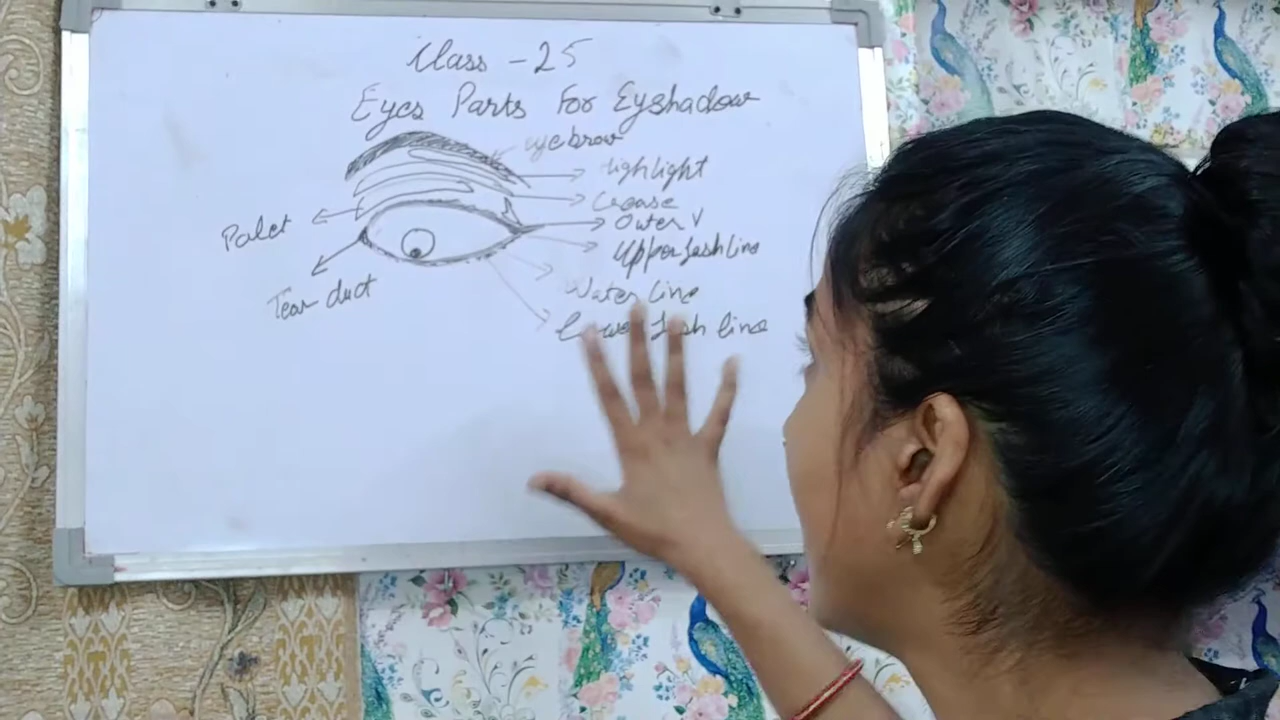 Class - 25
Eyes Parts For Eyshadow
eyebrow
Highlight
Crease
Outer V
Upper Lash line
Palet
Tear duct
Water line
Lower Lash line